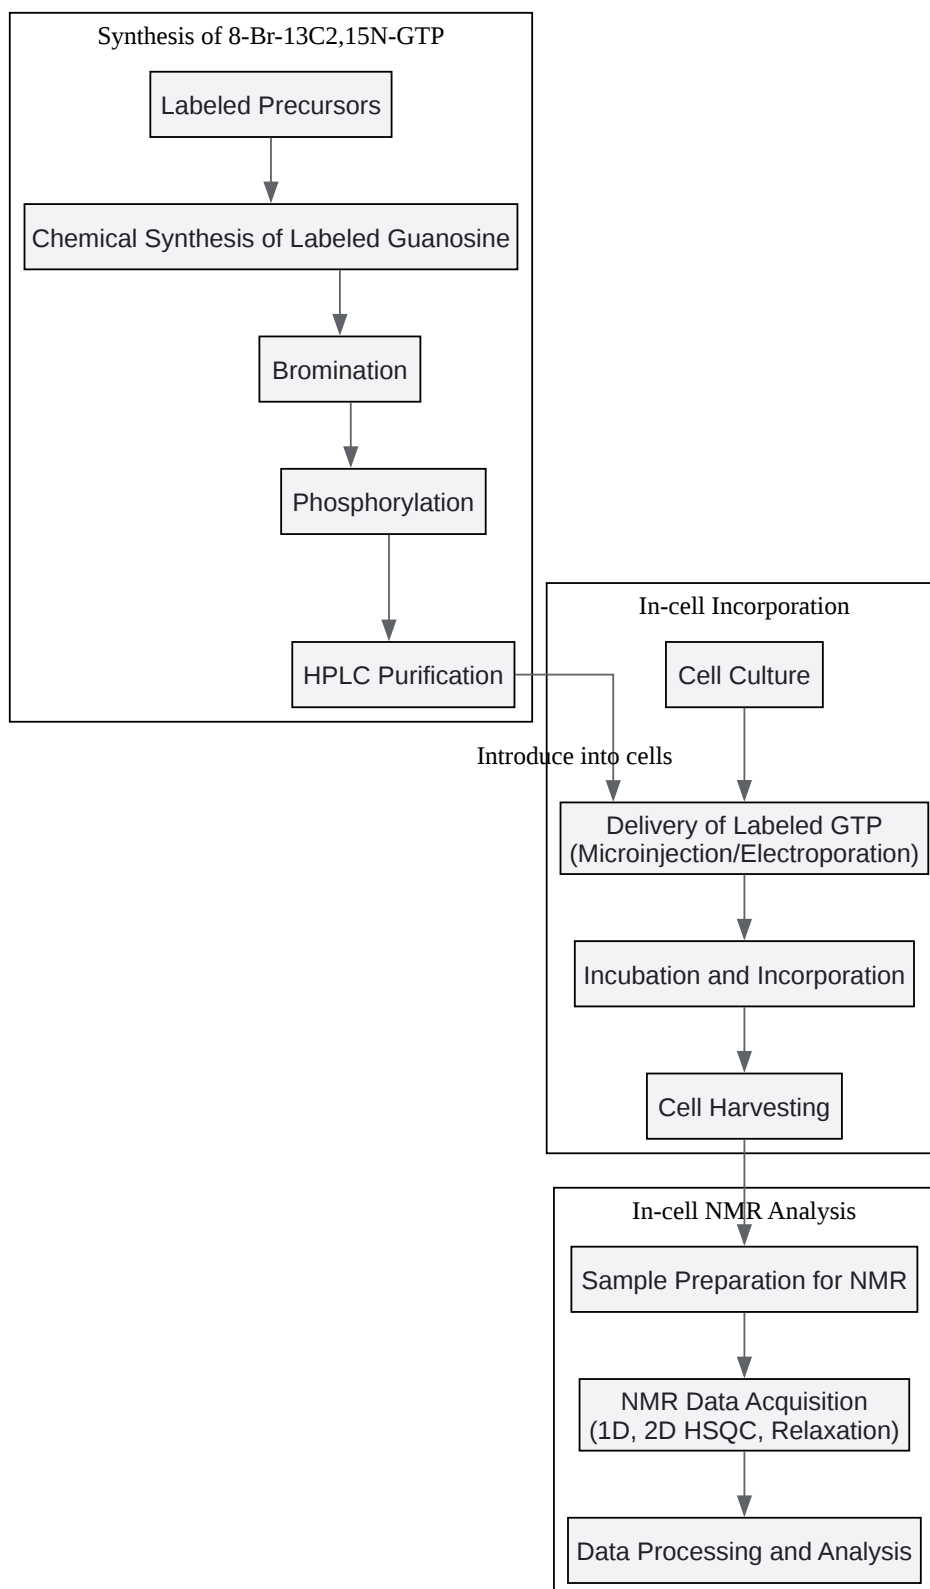 Synthesis of 8-Br-13C2,15N-GTP
Labeled Precursors
Chemical Synthesis of Labeled Guanosine
Bromination
Phosphorylation
HPLC Purification
In-cell Incorporation
Cell Culture
Introduce into cells
Delivery of Labeled GTP
(Microinjection/Electroporation)
Incubation and Incorporation
Cell Harvesting
In-cell NMR Analysis
Sample Preparation for NMR
NMR Data Acquisition
(1D, 2D HSQC, Relaxation)
Data Processing and Analysis